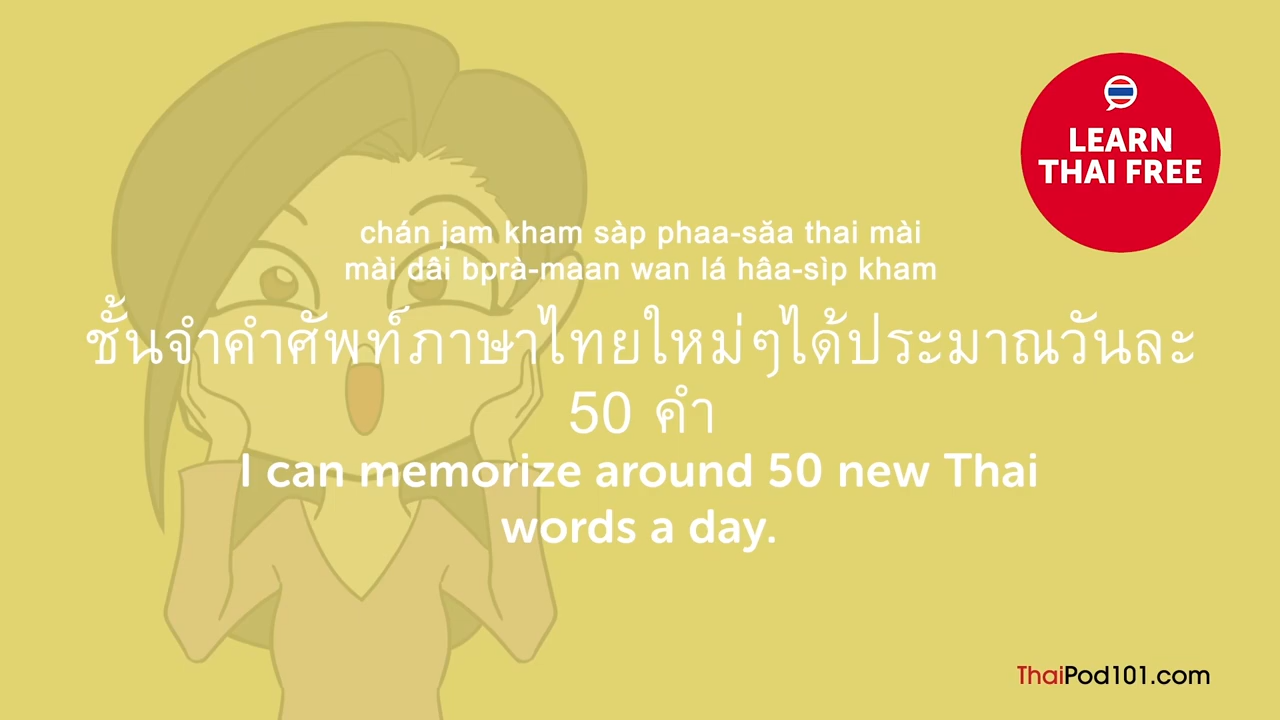 LEARN
THAI FREE
chán jam kham sàp phaa-săa thai mài
mài dâi bprà-maan wan lá hâa-sìp kham
ชั้นจำคำศัพท์ภาษาไทยใหม่ๆได้ประมาณวันละ
50 คำ
I can memorize around 50 new Thai
words a day.
ThaiPod101.com